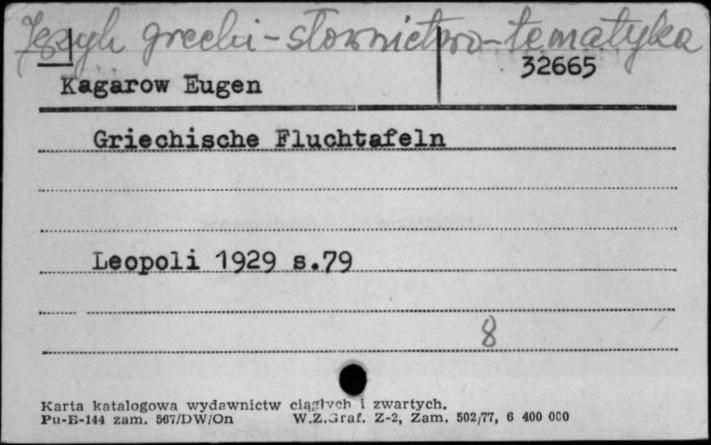 Język grecki - słownictwo - tematyka
32665
Kagarow Eugen
Griechische Fluchtafeln
Leopoli 1929 s.79
8
Karta katalogowa wydawnictw ciągłych i zwartych.
Pu-B-144 zam. 567/DW/On W.Z.Graf. Z-2, Zam. 502/77, 6 400 000